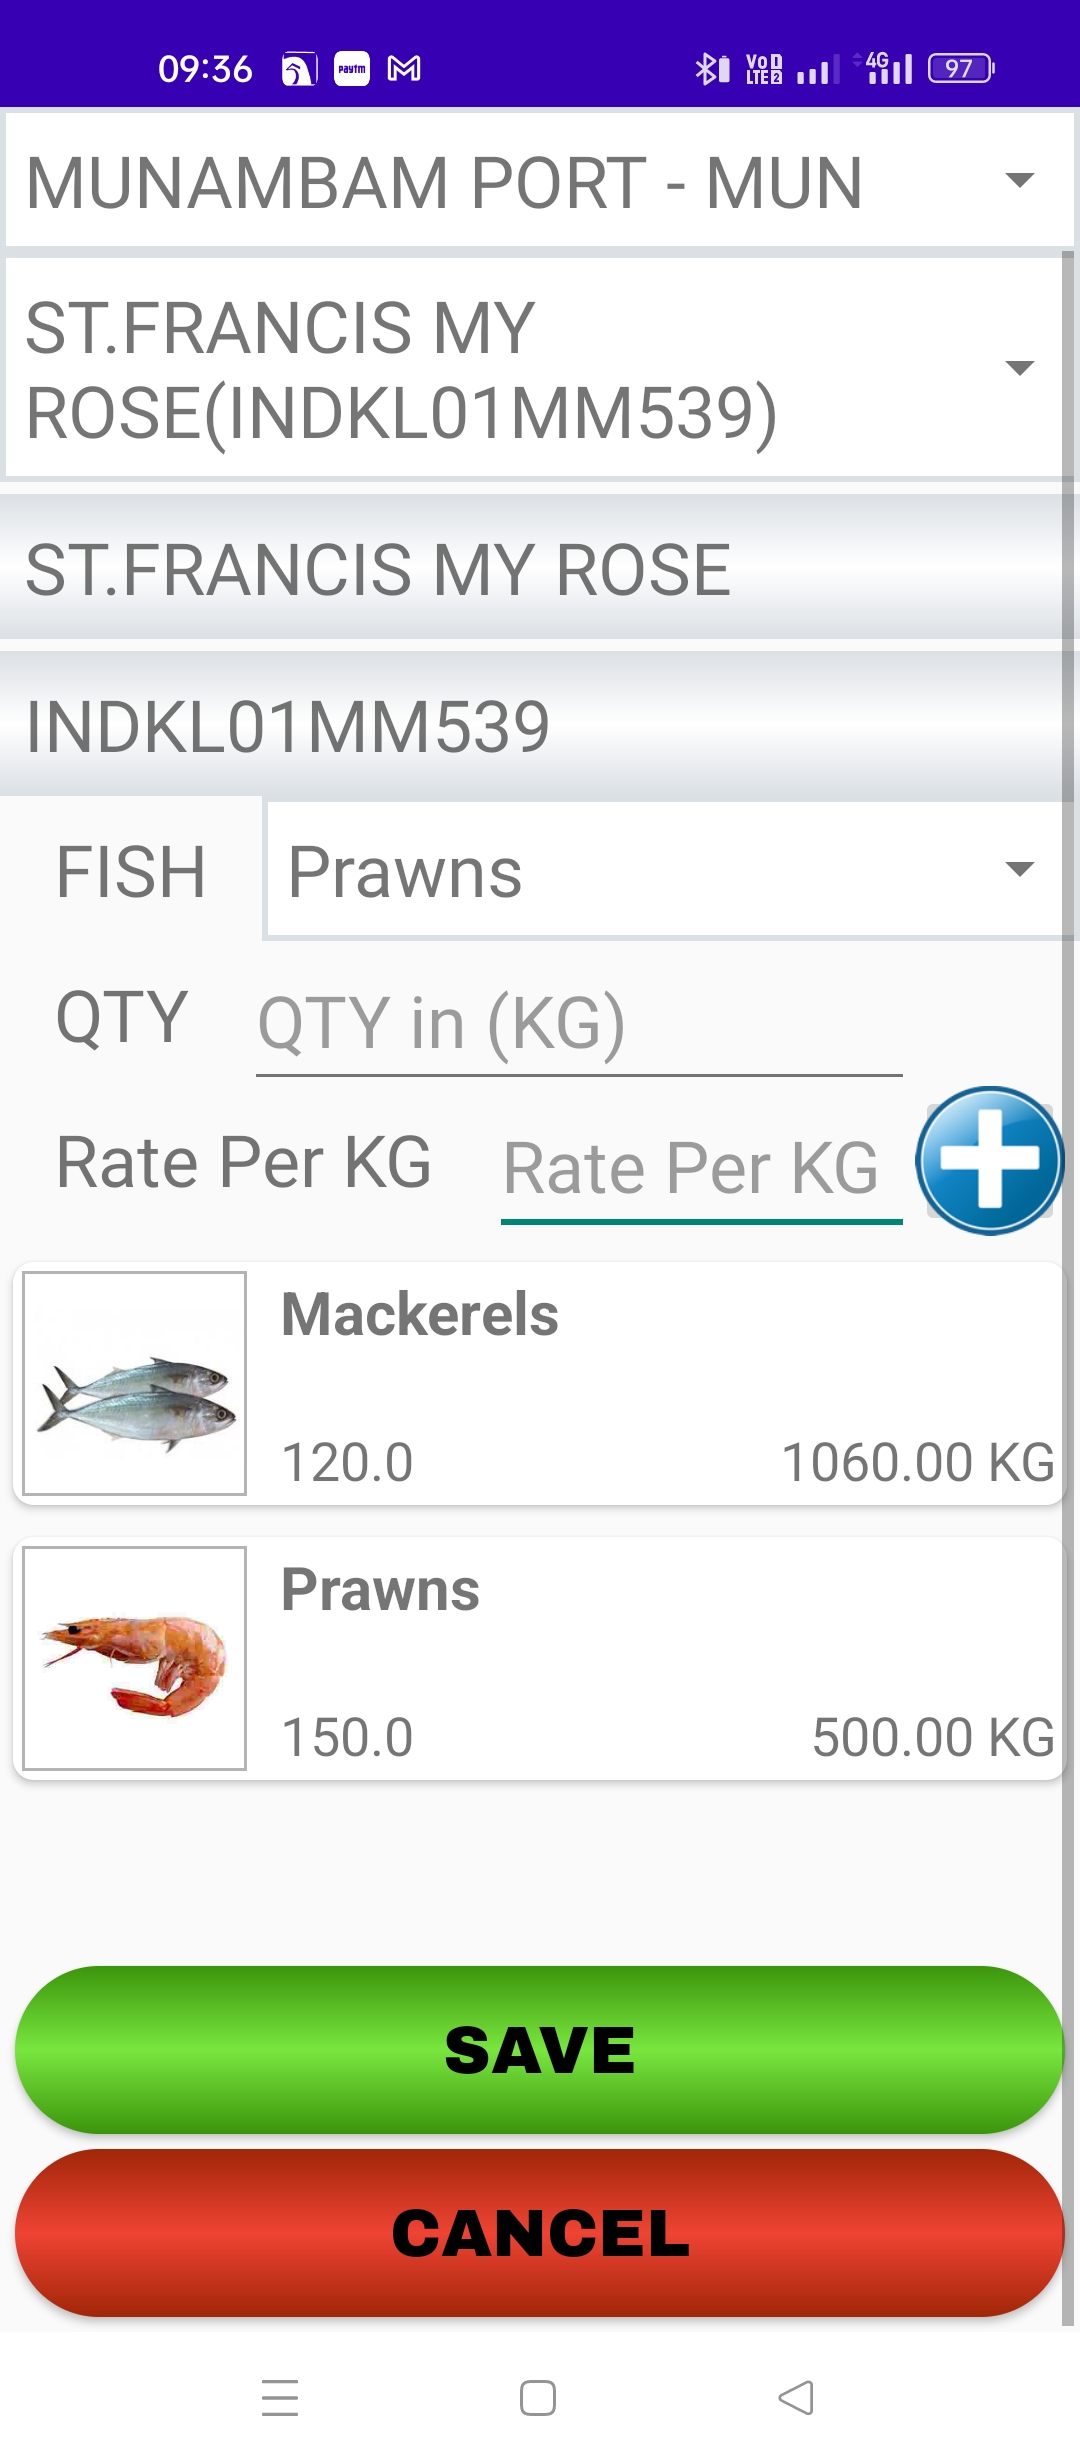 09:36 paytm VoD LTE2 4G 97
MUNAMBAM PORT - MUN
ST.FRANCIS MY
ROSE(INDKL01MM539)
ST.FRANCIS MY ROSE
INDKL01MM539
FISH Prawns
QTY QTY in (KG)
Rate Per KG Rate Per KG
Mackerels
120.0 1060.00 KG
Prawns
150.0 500.00 KG
SAVE
CANCEL